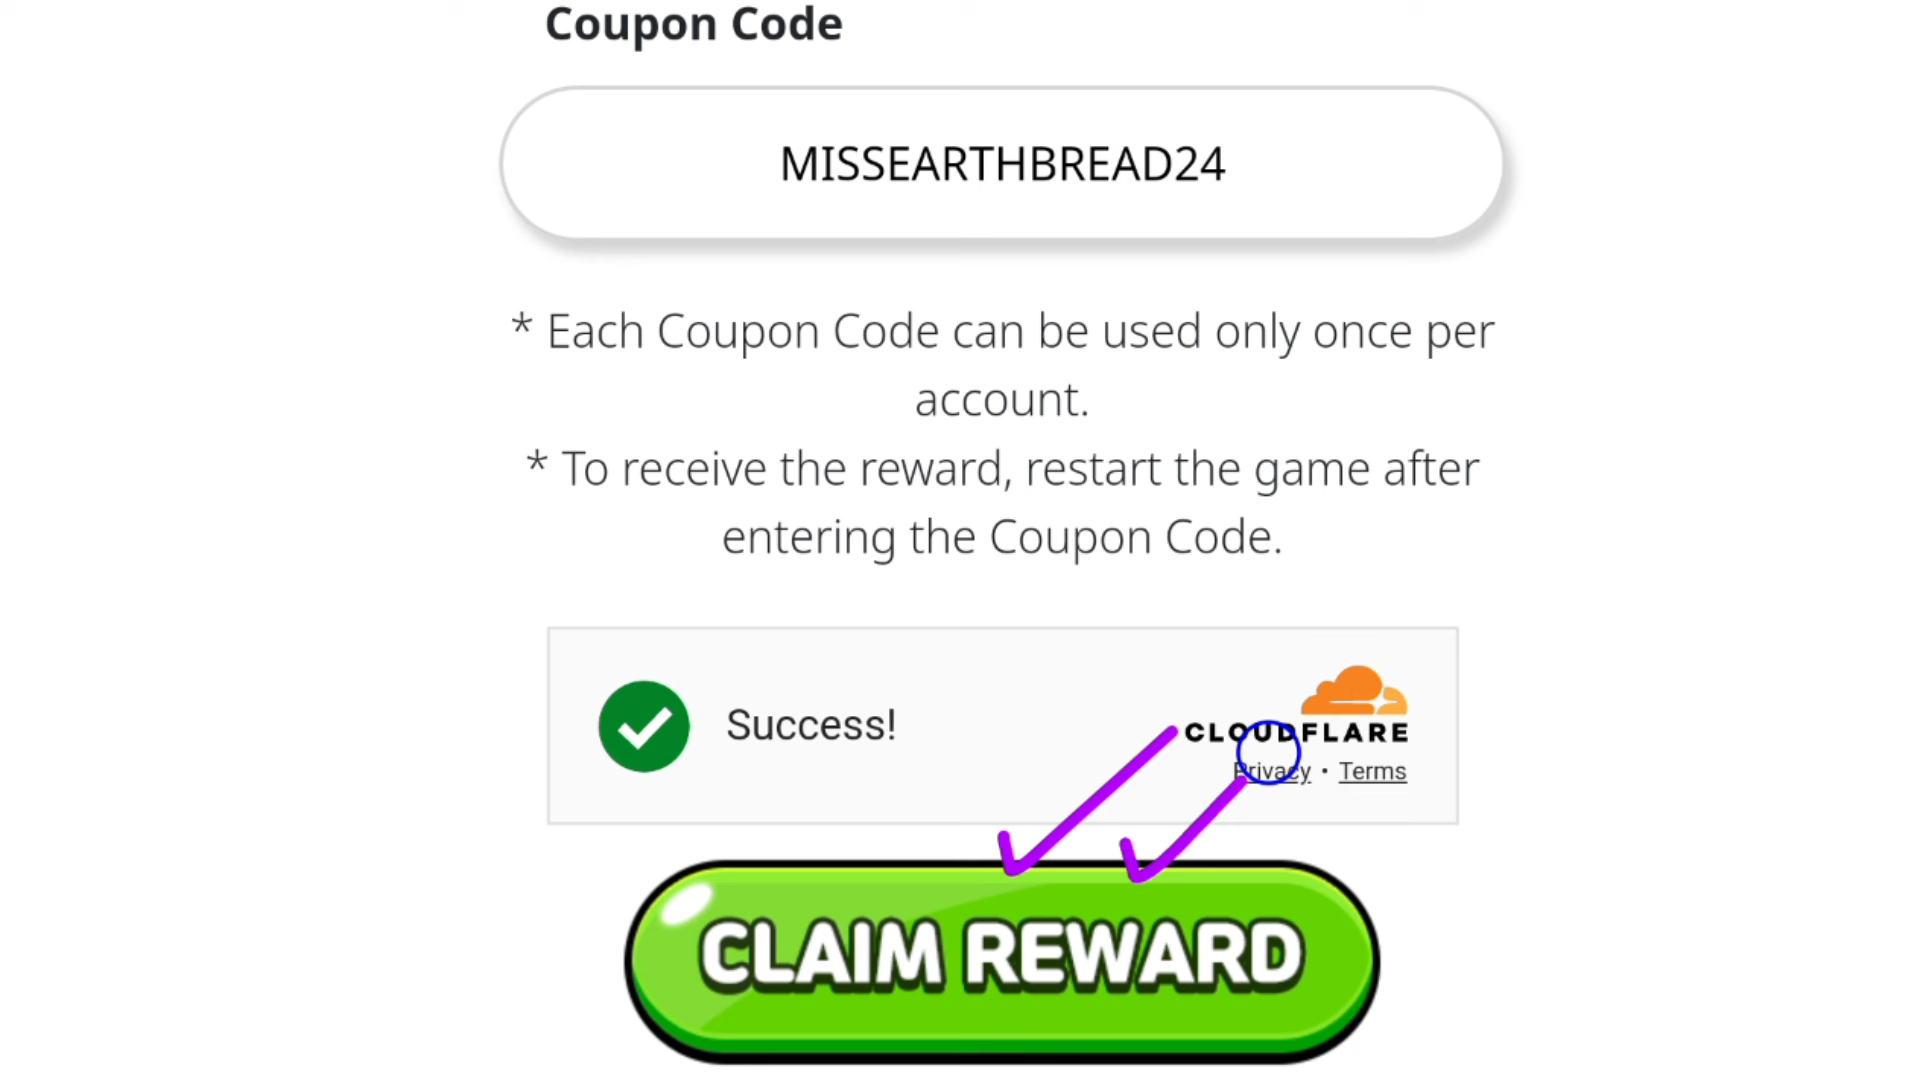 Coupon Code
MISSEARTHBREAD24
* Each Coupon Code can be used only once per
account.
* To receive the reward, restart the game after
entering the Coupon Code.
Success!
CLOUDFLARE
Privacy • Terms
CLAIM REWARD